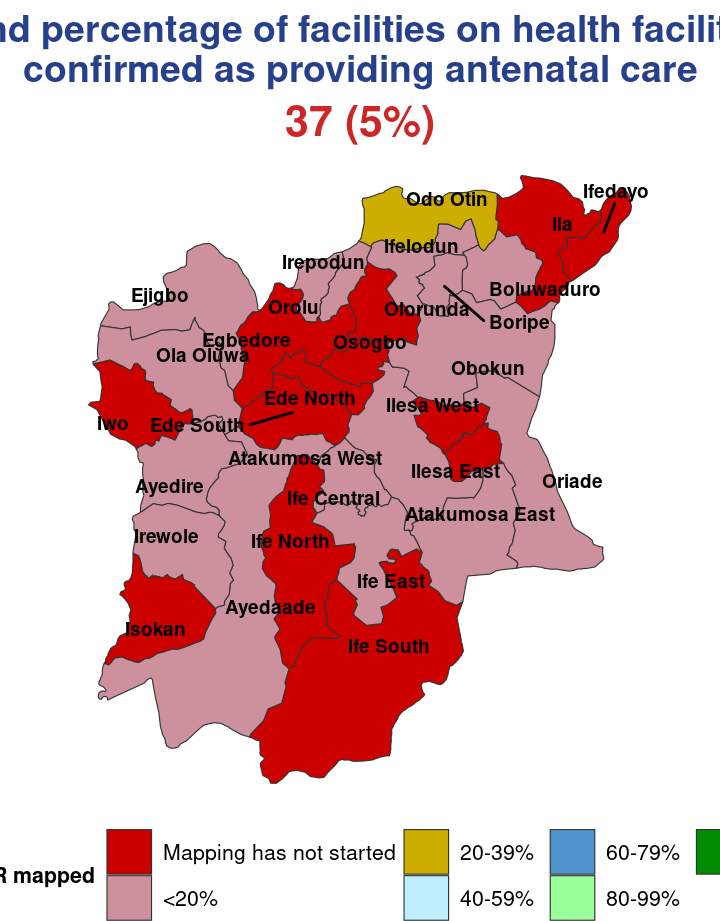 nd percentage of facilities on health facilit
confirmed as providing antenatal care
37 (5%)
Ifedayo
Odo Otin
Ila
Ifelodun
Irepodun
Boluwaduro
Ejigbo
Orolu
Olorunda
Boripe
Egbedore
Osogbo
Ola Oluwa
Obokun
Ede North
Ilesa West
Iwo
Ede South
Atakumosa West
Ilesa East
Oriade
Ayedire
Ife Central
Atakumosa East
Irewole
Ife North
Ife East
Ayedaade
Isokan
Ife South
R mapped
Mapping has not started
20-39%
60-79%
<20%
40-59%
80-99%